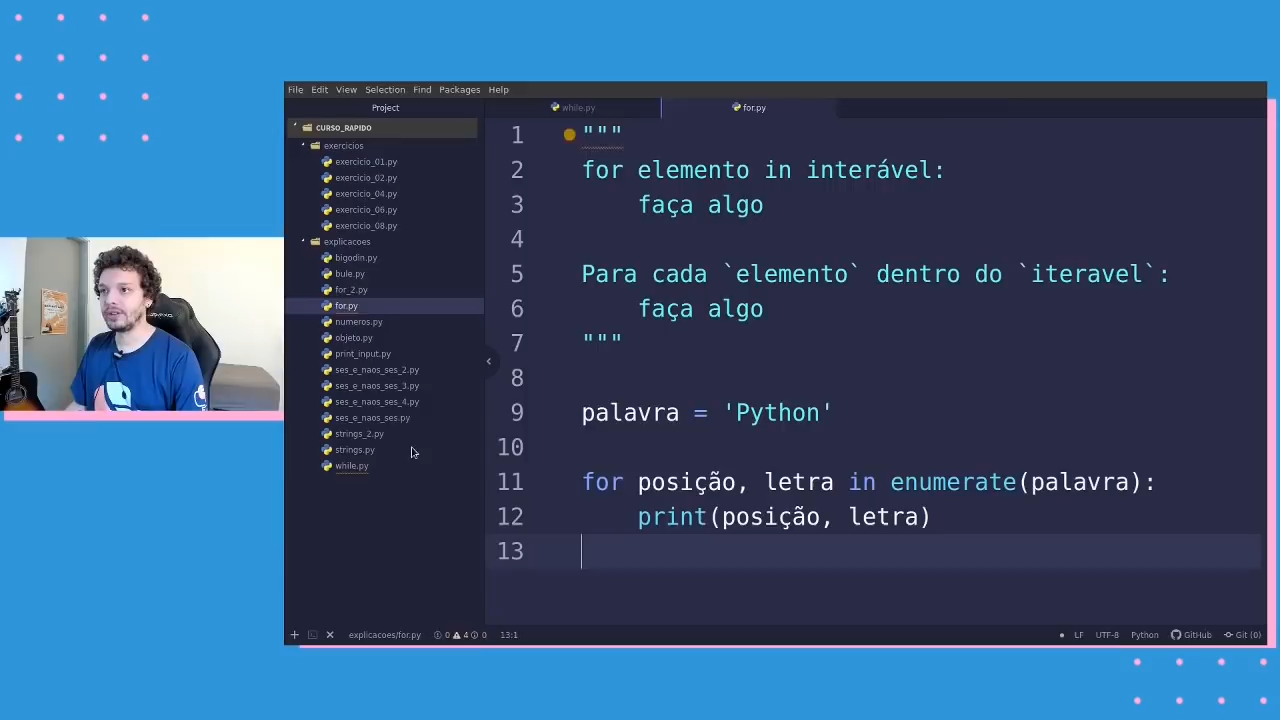 File Edit View Selection Find Packages Help
Project
while.py
for.py
CURSO_RAPIDO
exercicios
exercicio_01.py
exercicio_02.py
exercicio_04.py
exercicio_06.py
exercicio_08.py
explicacoes
bigodin.py
bule.py
for_2.py
for.py
numeros.py
objeto.py
print_input.py
ses_e_naos_ses_2.py
ses_e_naos_ses_3.py
ses_e_naos_ses_4.py
ses_e_naos_ses.py
strings_2.py
strings.py
while.py
1 """
2 for elemento in interável:
3 faça algo
4
5 Para cada `elemento` dentro do `iteravel`:
6 faça algo
7 """
8
9 palavra = 'Python'
10
11 for posição, letra in enumerate(palavra):
12 print(posição, letra)
13
explicacoes/for.py 0 4 0 13:1 LF UTF-8 Python GitHub Git (0)